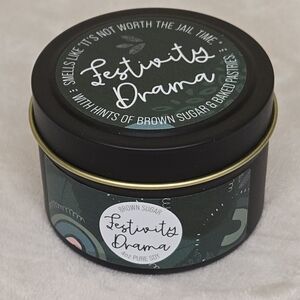 SMELLS LIKE "IT'S NOT WORTH THE JAIL TIME"
Festivity
Drama
WITH HINTS OF BROWN SUGAR & BAKED PASTRIES
BROWN SUGAR
Festivity
Drama
4oz PURE SOY